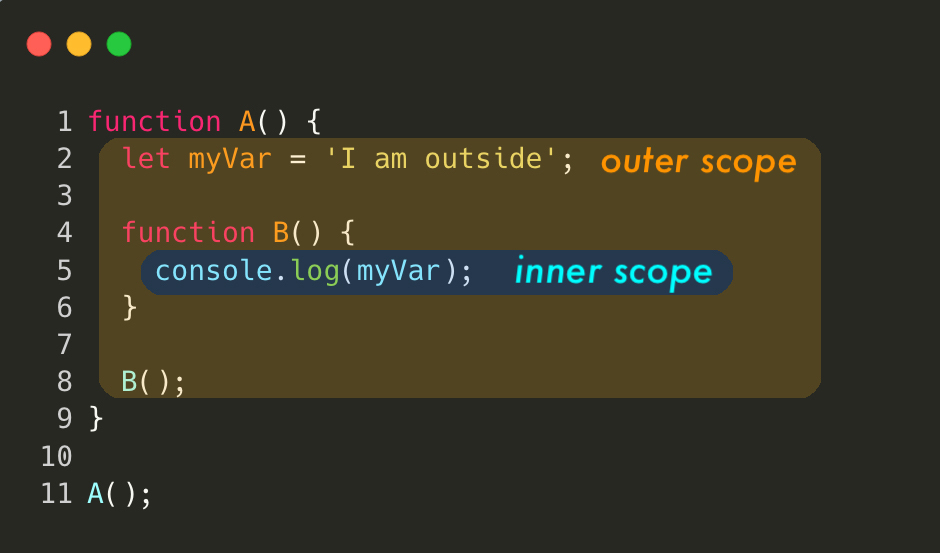 1 function A() {
2 let myVar = 'I am outside'; outer scope
3
4 function B() {
5 console.log(myVar); inner scope
6 }
7
8 B();
9 }
10
11 A();